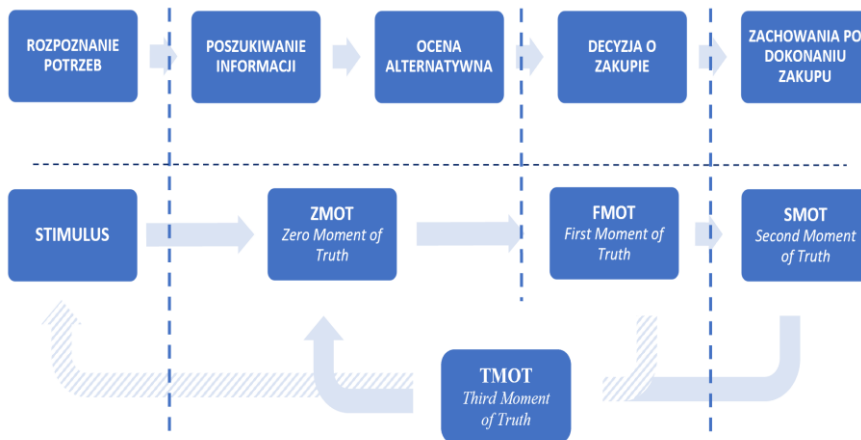 ROZPOZNANIE
POTRZEB
POSZUKIWANIE
INFORMACJI
OCENA
ALTERNATYWNA
DECYZJA O
ZAKUPIE
ZACHOWANIA PO
DOKONANIU
ZAKUPU
STIMULUS
ZMOT
Zero Moment of
Truth
FMOT
First Moment of
Truth
SMOT
Second Moment
of Truth
TMOT
Third Moment
of Truth